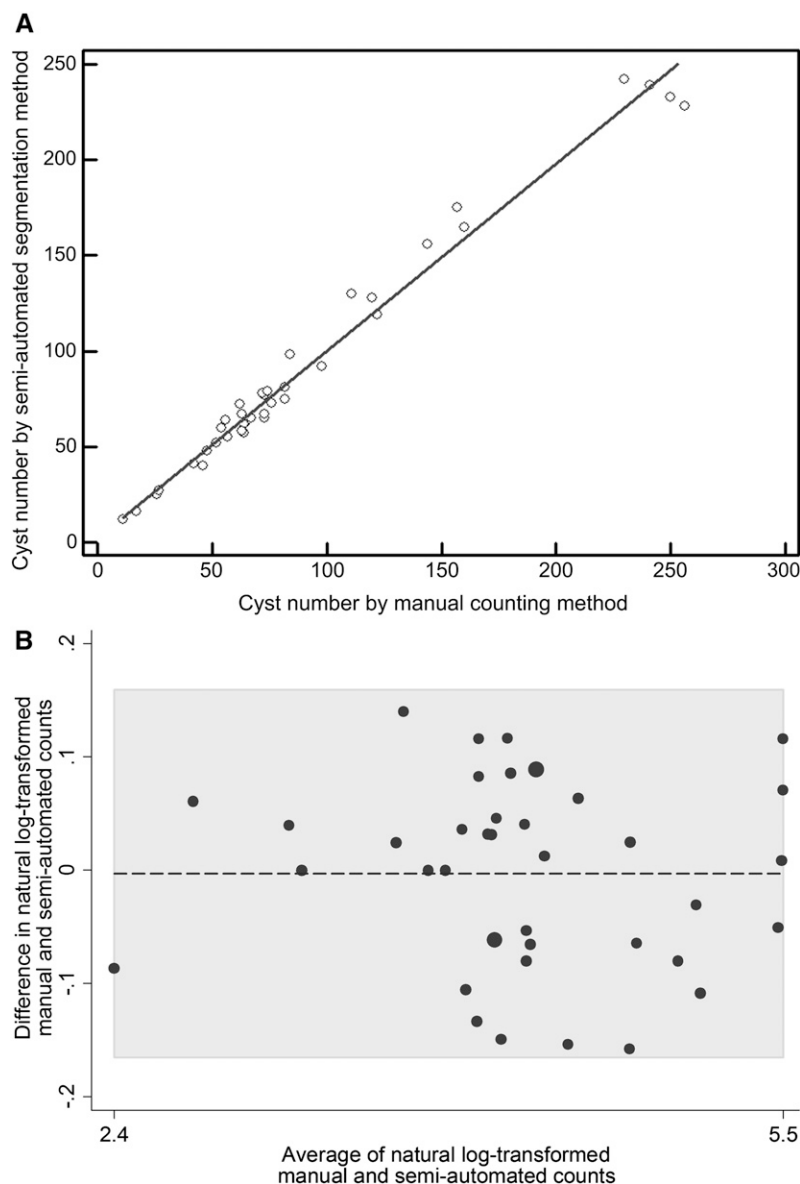 A
Cyst number by semi-automated segmentation method
250
200
150
100
50
0
0 50 100 150 200 250 300
Cyst number by manual counting method
B
Difference in natural log-transformed
manual and semi-automated counts
.2
.1
0
-.1
-.2
2.4 5.5
Average of natural log-transformed
manual and semi-automated counts